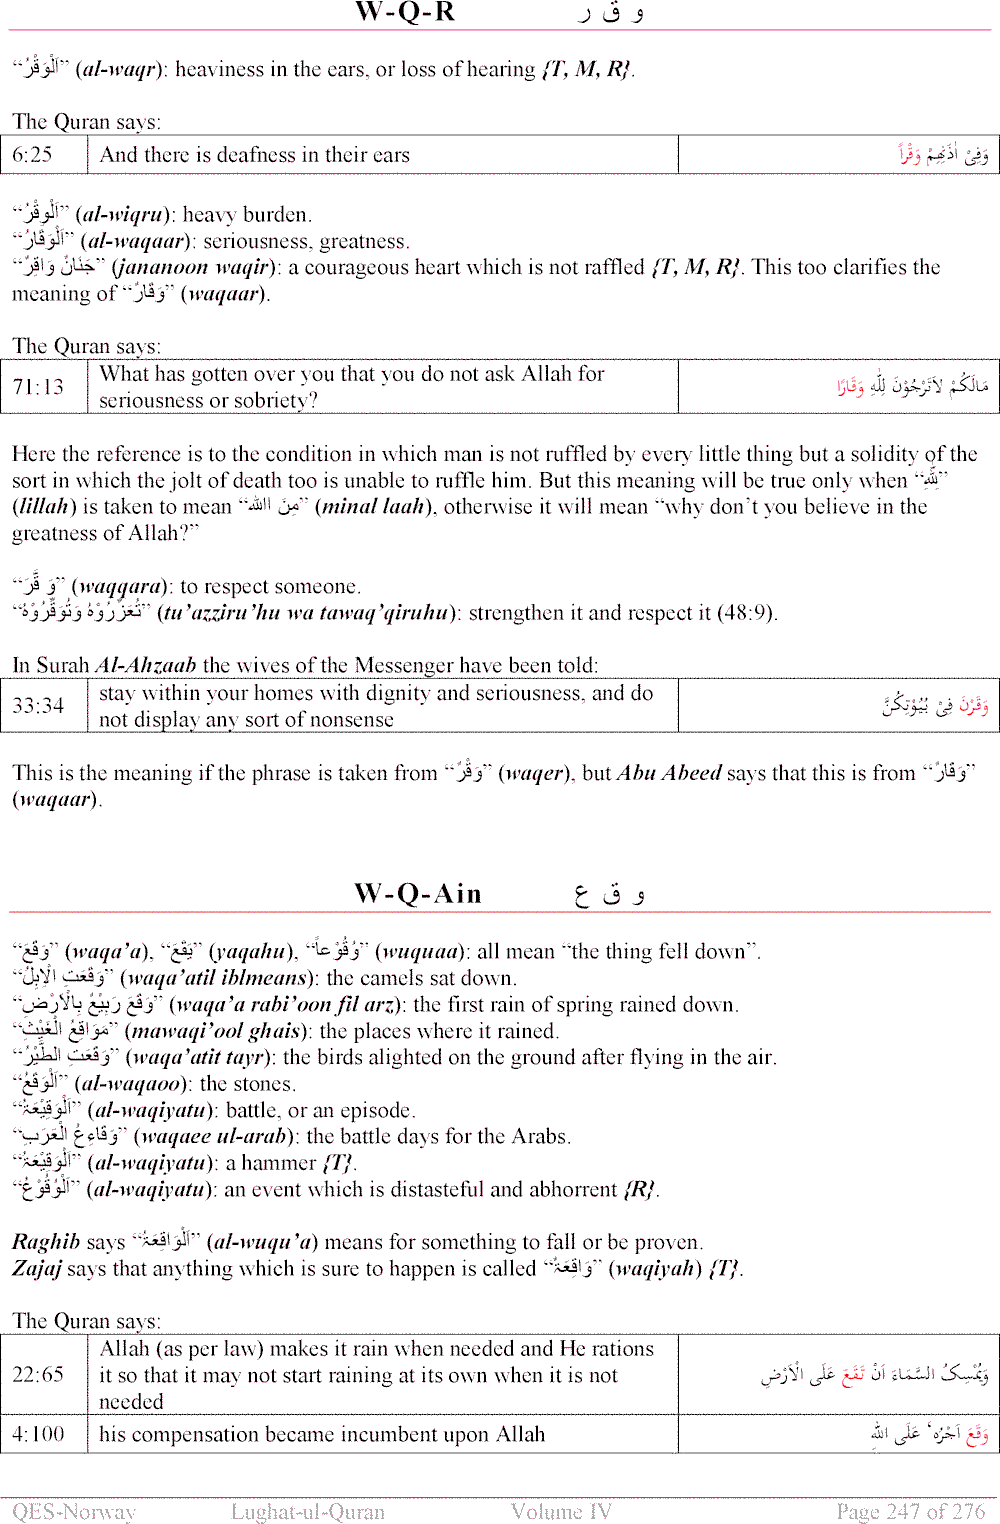 W-Q-R و ق ر
“اَلْوَقْرُ” (al-waqr): heaviness in the ears, or loss of hearing {T, M, R}.
The Quran says:
6:25 And there is deafness in their ears وَفِىْ اٰذَنِهِمْ وَقْراً
“اَلْوِقْرُ” (al-wiqru): heavy burden.
“اَلْوَقَارُ” (al-waqaar): seriousness, greatness.
“جَنَانٌ وَاقِرٌ” (jananoon waqir): a courageous heart which is not raffled {T, M, R}. This too clarifies the
meaning of “وَقَارٌ” (waqaar).
The Quran says:
71:13 What has gotten over you that you do not ask Allah for
seriousness or sobriety? مَالَكُمْ لاَتَرْجُوْنَ لِلّٰهِ وَقَارًا
Here the reference is to the condition in which man is not ruffled by every little thing but a solidity of the
sort in which the jolt of death too is unable to ruffle him. But this meaning will be true only when “لِلّٰهِ”
(lillah) is taken to mean “مِنَ اللہ” (minal laah), otherwise it will mean “why don’t you believe in the
greatness of Allah?”
“وَ قَّرَ” (waqqara): to respect someone.
“تُعَزِّرُوْهُ وَتُوَقِّرُوْهُ” (tu’azziru’hu wa tawaq’qiruhu): strengthen it and respect it (48:9).
In Surah Al-Ahzaab the wives of the Messenger have been told:
33:34 stay within your homes with dignity and seriousness, and do
not display any sort of nonsense وَقَرْنَ فِىْ بُيُوْتِكُنَّ
This is the meaning if the phrase is taken from “وَقْرٌ” (waqer), but Abu Abeed says that this is from “وَقَارٌ”
(waqaar).
W-Q-Ain و ق ع
“وَقَعَ” (waqa’a), “يَقَعَ” (yaqahu), “وُقُوْعاً” (wuquaa): all mean “the thing fell down”.
“وَقَعَتِ الْاِبِلُ” (waqa’atil iblmeans): the camels sat down.
“وَقَعَ رَبِيْعٌ بِالْاَرْضِ” (waqa’a rabi’oon fil arz): the first rain of spring rained down.
“مَوَاقِعُ الْغَيْثِ” (mawaqi’ool ghais): the places where it rained.
“وَقَعَتِ الطَّيْرُ” (waqa’atit tayr): the birds alighted on the ground after flying in the air.
“اَلْوَقَعُ” (al-waqaoo): the stones.
“اَلْوَقِيْعَۃُ” (al-waqiyatu): battle, or an episode.
“وَقَاءِعُ الْعَرَبِ” (waqaee ul-arab): the battle days for the Arabs.
“اَلْوَقِيْعَۃُ” (al-waqiyatu): a hammer {T}.
“اَلْوُقُوْعُ” (al-waqiyatu): an event which is distasteful and abhorrent {R}.
Raghib says “اَلْوَاقِعَۃُ” (al-wuqu’a) means for something to fall or be proven.
Zajaj says that anything which is sure to happen is called “وَاقِعَۃٌ” (waqiyah) {T}.
The Quran says:
22:65 Allah (as per law) makes it rain when needed and He rations
it so that it may not start raining at its own when it is not
needed وَيُمْسِكُ السَّمَاءَ اَنْ تَقَعَ عَلَى الْاَرْضِ
4:100 his compensation became incumbent upon Allah وَقَعَ اَجْرُہٗ عَلَى اللهِ
QES-Norway Lughat-ul-Quran Volume IV Page 247 of 276